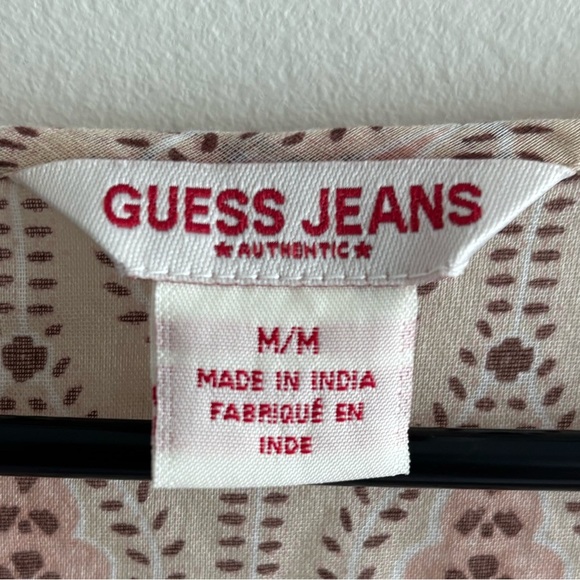 GUESS JEANS
★AUTHENTIC★
M/M
MADE IN INDIA
FABRIQUÉ EN
INDE